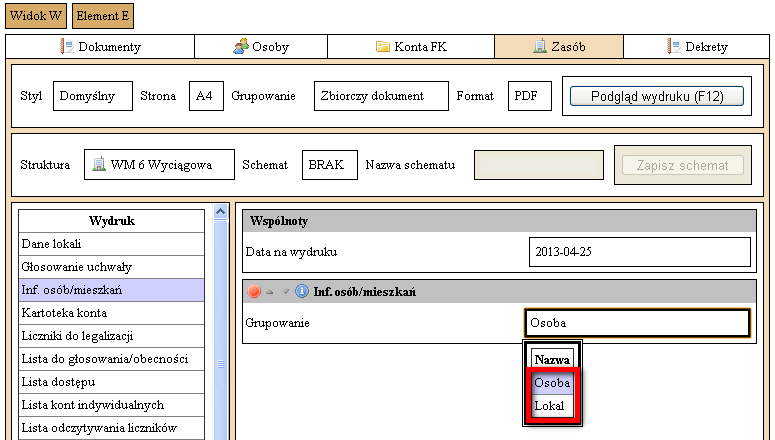 Widok W Element E
Dokumenty Osoby Konta FK Zasób Dekrety
Styl Domyślny Strona A4 Grupowanie Zbiorczy dokument Format PDF Podgląd wydruku (F12)
Struktura WM 6 Wyciągowa Schemat BRAK Nazwa schematu Zapisz schemat
Wydruk
Dane lokali
Głosowanie uchwały
Inf. osób/mieszkań
Kartoteka konta
Liczniki do legalizacji
Lista do głosowania/obecności
Lista dostępu
Lista kont indywidualnych
Lista odczytywania liczników
Wspólnoty
Data na wydruku 2013-04-25
Inf. osób/mieszkań
Grupowanie Osoba
Nazwa
Osoba
Lokal